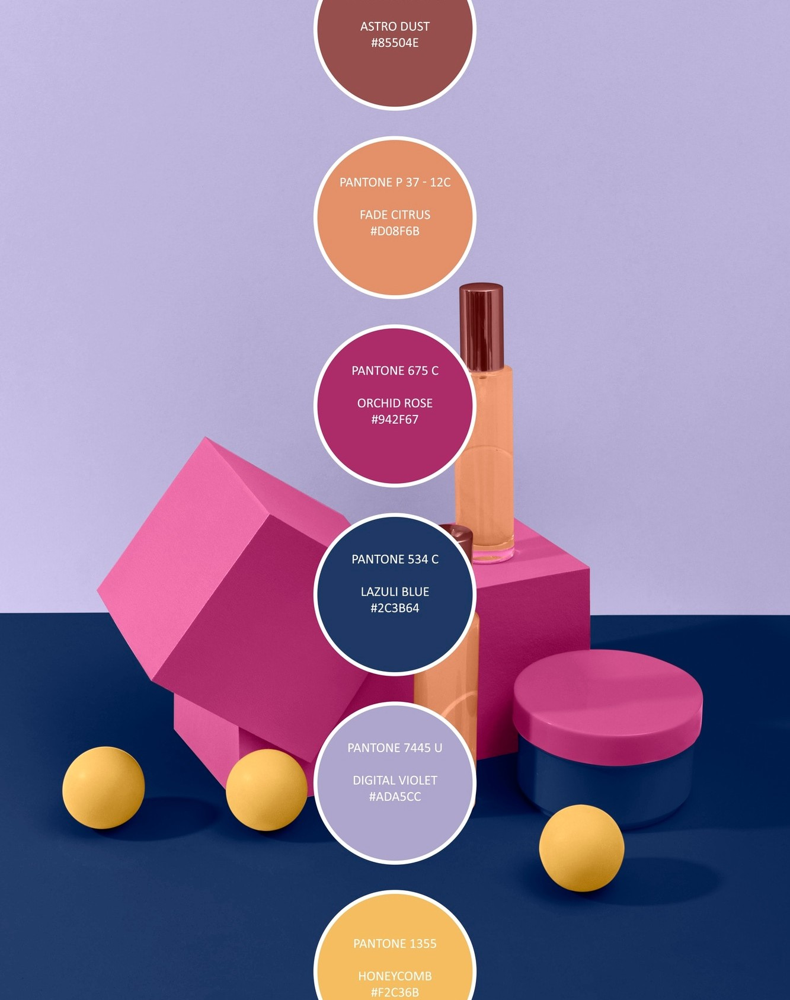 ASTRO DUST
#85504E
PANTONE P 37 - 12C
FADE CITRUS
#D08F6B
PANTONE 675 C
ORCHID ROSE
#942F67
PANTONE 534 C
LAZULI BLUE
#2C3B64
PANTONE 7445 U
DIGITAL VIOLET
#ADA5CC
PANTONE 1355
HONEYCOMB
#F2C36B